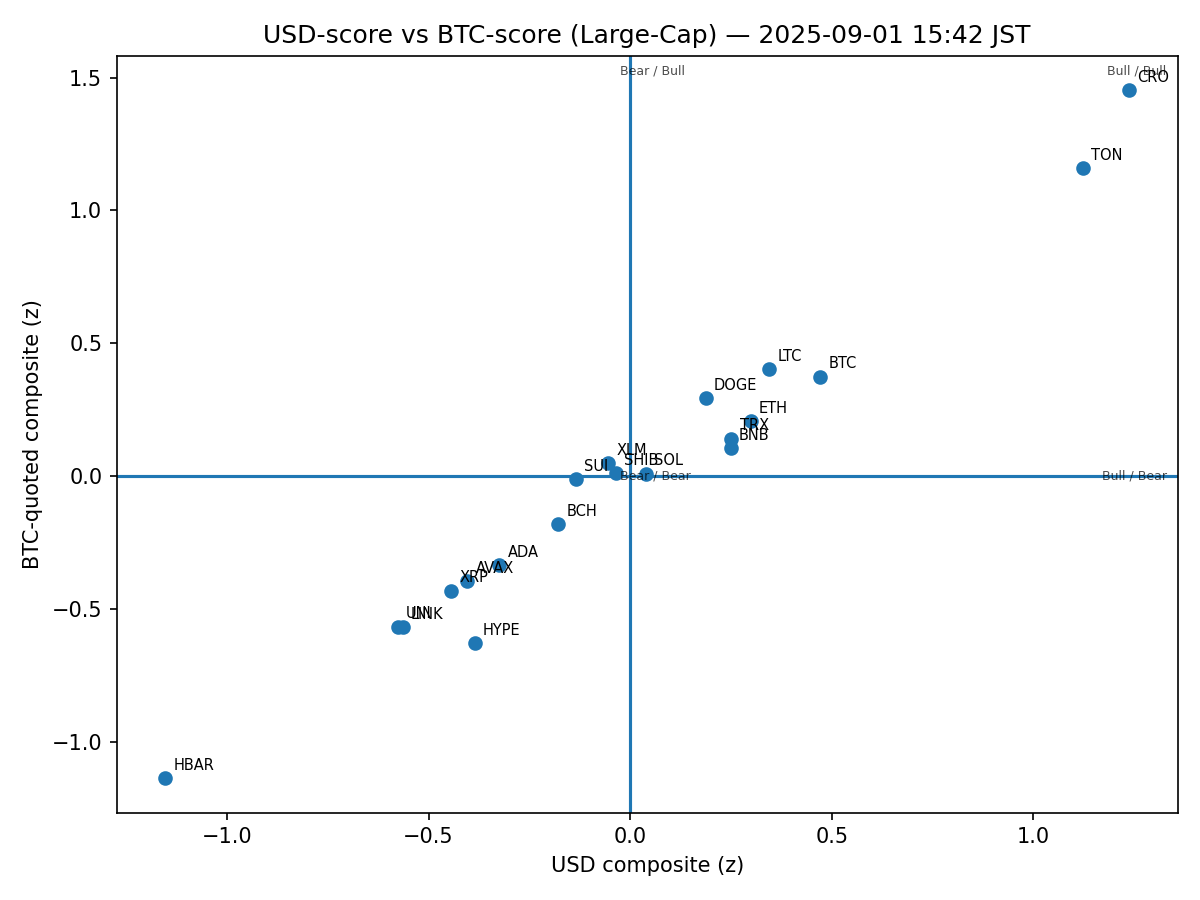 USD-score vs BTC-score (Large-Cap) — 2025-09-01 15:42 JST
Bear / Bull
Bull / Bull
CRO
TON
LTC
BTC
DOGE
ETH
TRX
BNB
XLM
SHIB
SOL
SUI
Bear / Bear
Bull / Bear
BCH
ADA
AVAX
XRP
UNI
LINK
HYPE
HBAR
1.5
1.0
0.5
0.0
−0.5
−1.0
BTC-quoted composite (z)
−1.0
−0.5
0.0
0.5
1.0
USD composite (z)